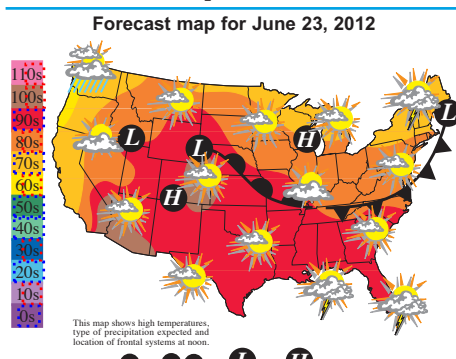 Forecast map for June 23, 2012
110s
100s
90s
80s
70s
60s
50s
40s
30s
20s
10s
0s
L
L
L
H
H
This map shows high temperatures,
type of precipitation expected and
location of frontal systems at noon.
L
H